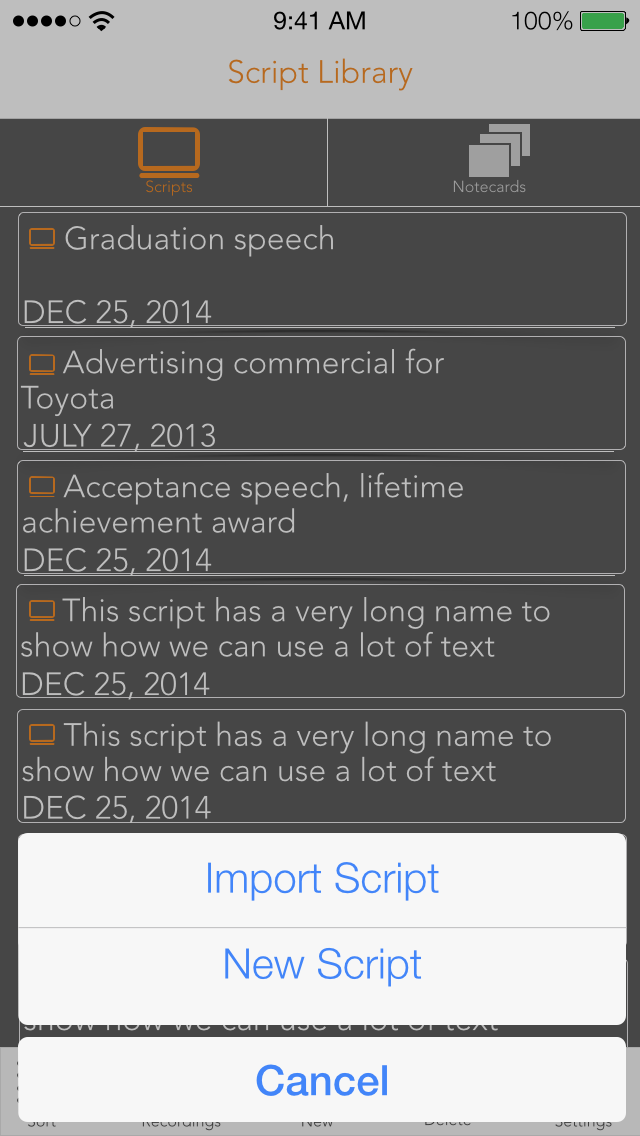 9:41 AM
100%
Script Library
Scripts
Notecards
Graduation speech
DEC 25, 2014
Advertising commercial for
Toyota
JULY 27, 2013
Acceptance speech, lifetime
achievement award
DEC 25, 2014
This script has a very long name to
show how we can use a lot of text
DEC 25, 2014
This script has a very long name to
show how we can use a lot of text
DEC 25, 2014
Import Script
New Script
show how we can use a lot of text
Cancel
Sort
Recordings
New
Delete
Settings